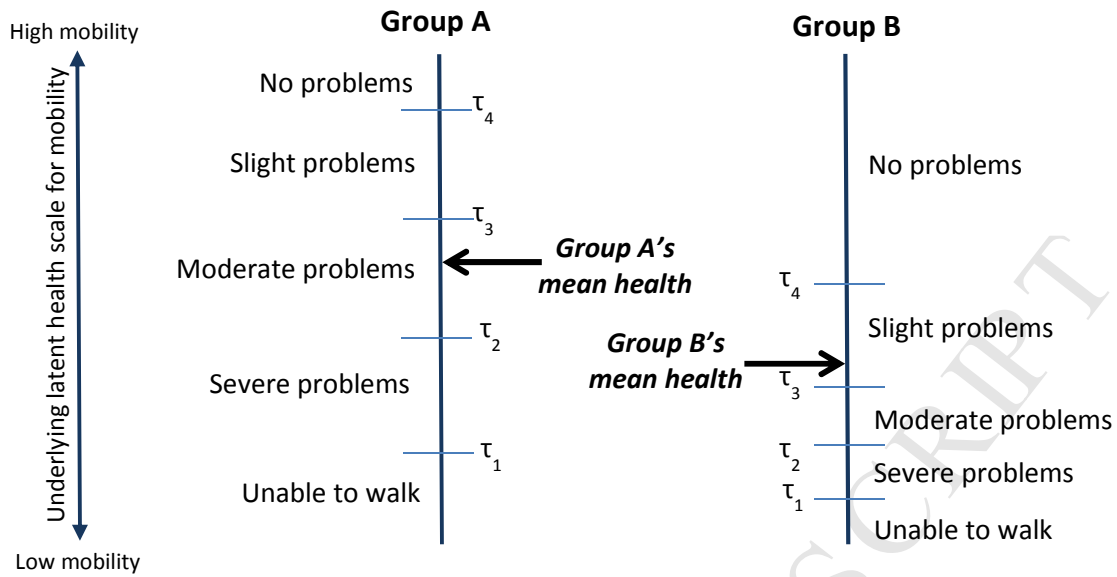 High mobility
Underlying latent health scale for mobility
Low mobility
Group A
No problems
τ4
Slight problems
τ3
Moderate problems
Group A's
mean health
τ2
Severe problems
τ1
Unable to walk
Group B
No problems
τ4
Slight problems
Group B's
mean health
τ3
Moderate problems
τ2
Severe problems
τ1
Unable to walk
SCRIPT